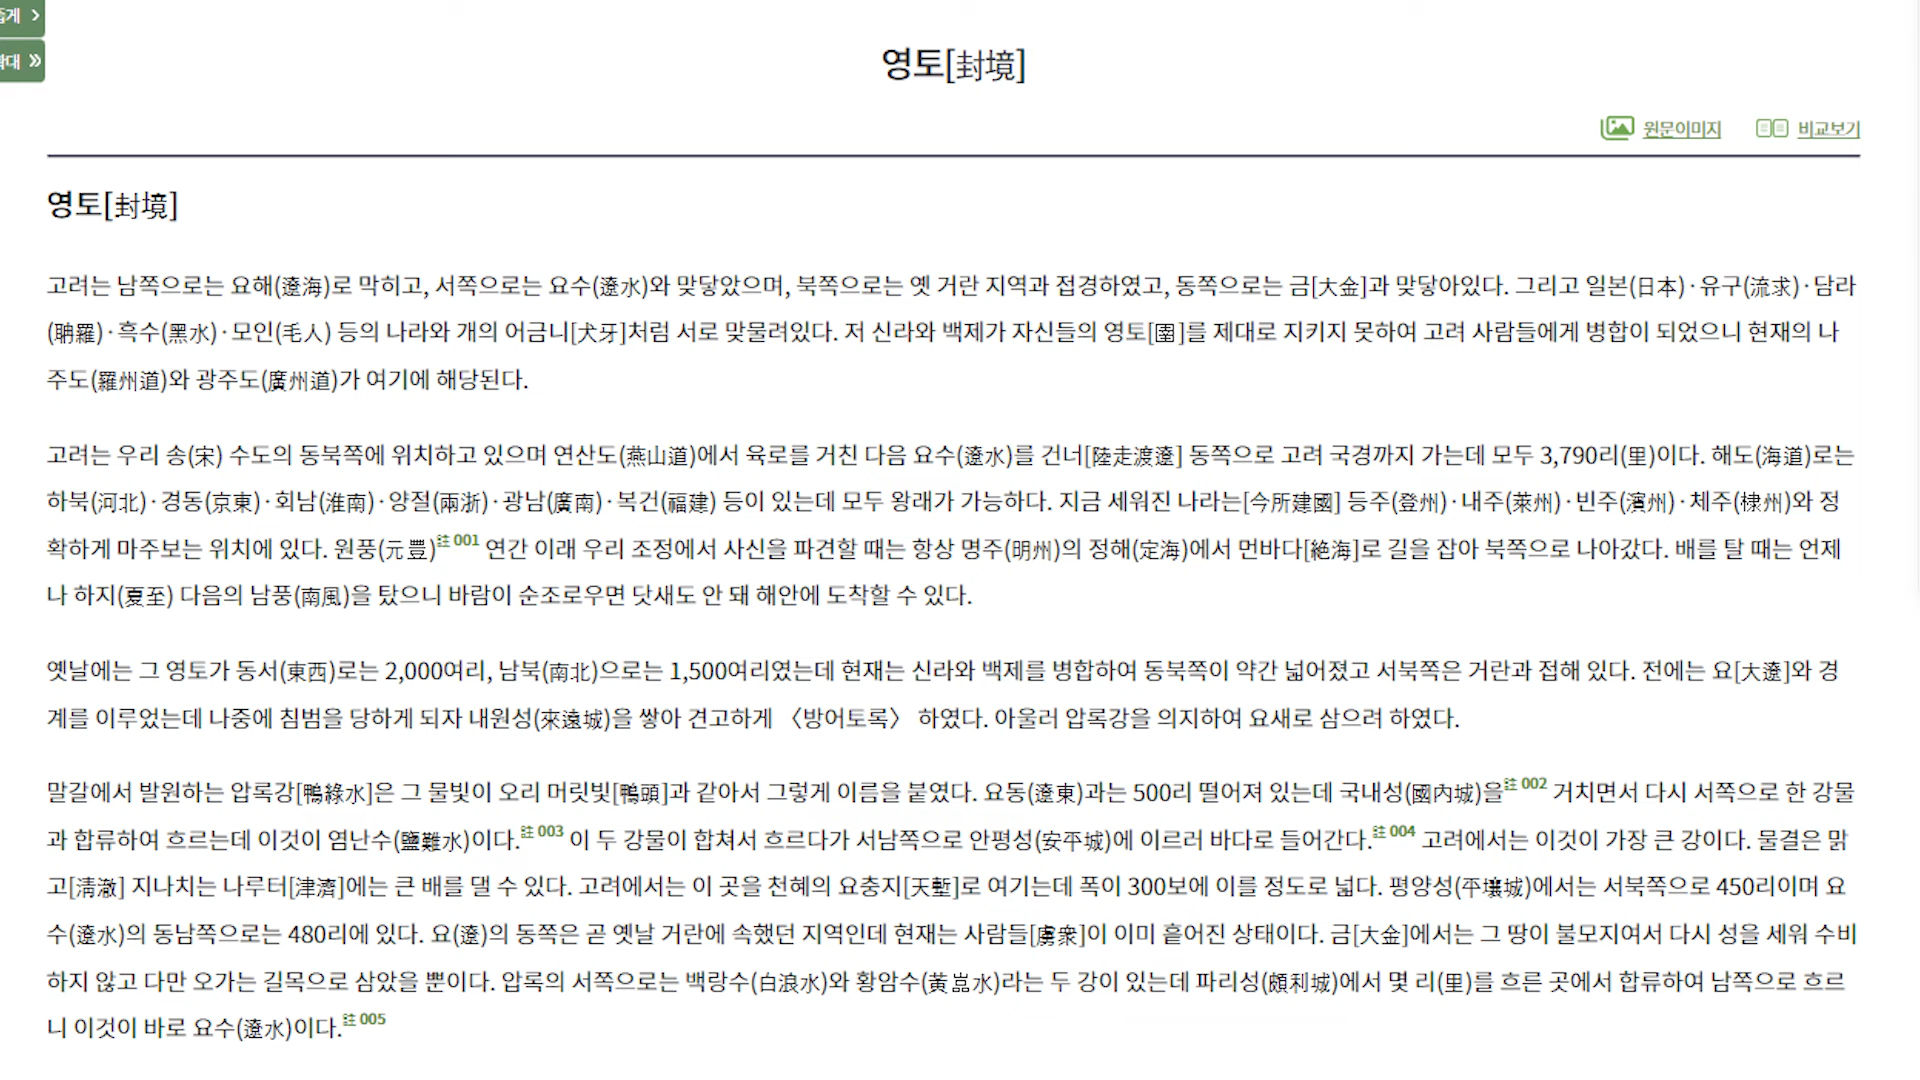 확대
영토[封境]
원문이미지 비교보기
영토[封境]
고려는 남쪽으로는 요해(遼海)로 막히고, 서쪽으로는 요수(遼水)와 맞닿았으며, 북쪽으로는 옛 거란 지역과 접경하였고, 동쪽으로는 금[大金]과 맞닿아있다. 그리고 일본(日本)·유구(流求)·담라
(聃羅)·흑수(黑水)·모인(毛人) 등의 나라와 개의 어금니[犬牙]처럼 서로 맞물려있다. 저 신라와 백제가 자신들의 영토[圉]를 제대로 지키지 못하여 고려 사람들에게 병합이 되었으니 현재의 나
주도(羅州道)와 광주도(廣州道)가 여기에 해당된다.
고려는 우리 송(宋) 수도의 동북쪽에 위치하고 있으며 연산도(燕山道)에서 육로를 거친 다음 요수(遼水)를 건너[陸走渡遼] 동쪽으로 고려 국경까지 가는데 모두 3,790리(里)이다. 해도(海道)로는
하북(河北)·경동(京東)·회남(淮南)·양절(兩浙)·광남(廣南)·복건(福建) 등이 있는데 모두 왕래가 가능하다. 지금 세워진 나라는[今所建國] 등주(登州)·내주(萊州)·빈주(濱州)·체주(棣州)와 정
확하게 마주보는 위치에 있다. 원풍(元豐)註 001 연간 이래 우리 조정에서 사신을 파견할 때는 항상 명주(明州)의 정해(定海)에서 먼바다[絶海]로 길을 잡아 북쪽으로 나아갔다. 배를 탈 때는 언제
나 하지(夏至) 다음의 남풍(南風)을 탔으니 바람이 순조로우면 닷새도 안 돼 해안에 도착할 수 있다.
옛날에는 그 영토가 동서(東西)로는 2,000여리, 남북(南北)으로는 1,500여리였는데 현재는 신라와 백제를 병합하여 동북쪽이 약간 넓어졌고 서북쪽은 거란과 접해 있다. 전에는 요[大遼]와 경
계를 이루었는데 나중에 침범을 당하게 되자 내원성(來遠城)을 쌓아 견고하게 〈방어토록〉 하였다. 아울러 압록강을 의지하여 요새로 삼으려 하였다.
말갈에서 발원하는 압록강[鴨綠水]은 그 물빛이 오리 머릿빛[鴨頭]과 같아서 그렇게 이름을 붙였다. 요동(遼東)과는 500리 떨어져 있는데 국내성(國內城)을註 002 거치면서 다시 서쪽으로 한 강물
과 합류하여 흐르는데 이것이 염난수(鹽難水)이다.註 003 이 두 강물이 합쳐서 흐르다가 서남쪽으로 안평성(安平城)에 이르러 바다로 들어간다.註 004 고려에서는 이것이 가장 큰 강이다. 물결은 맑
고[淸澈] 지나치는 나루터[津濟]에는 큰 배를 댈 수 있다. 고려에서는 이 곳을 천혜의 요충지[天塹]로 여기는데 폭이 300보에 이를 정도로 넓다. 평양성(平壤城)에서는 서북쪽으로 450리이며 요
수(遼水)의 동남쪽으로는 480리에 있다. 요(遼)의 동쪽은 곧 옛날 거란에 속했던 지역인데 현재는 사람들[虜衆]이 이미 흩어진 상태이다. 금[大金]에서는 그 땅이 불모지여서 다시 성을 세워 수비
하지 않고 다만 오가는 길목으로 삼았을 뿐이다. 압록의 서쪽으로는 백랑수(白浪水)와 황암수(黃嵓水)라는 두 강이 있는데 파리성(頗利城)에서 몇 리(里)를 흐른 곳에서 합류하여 남쪽으로 흐르
니 이것이 바로 요수(遼水)이다.註 005